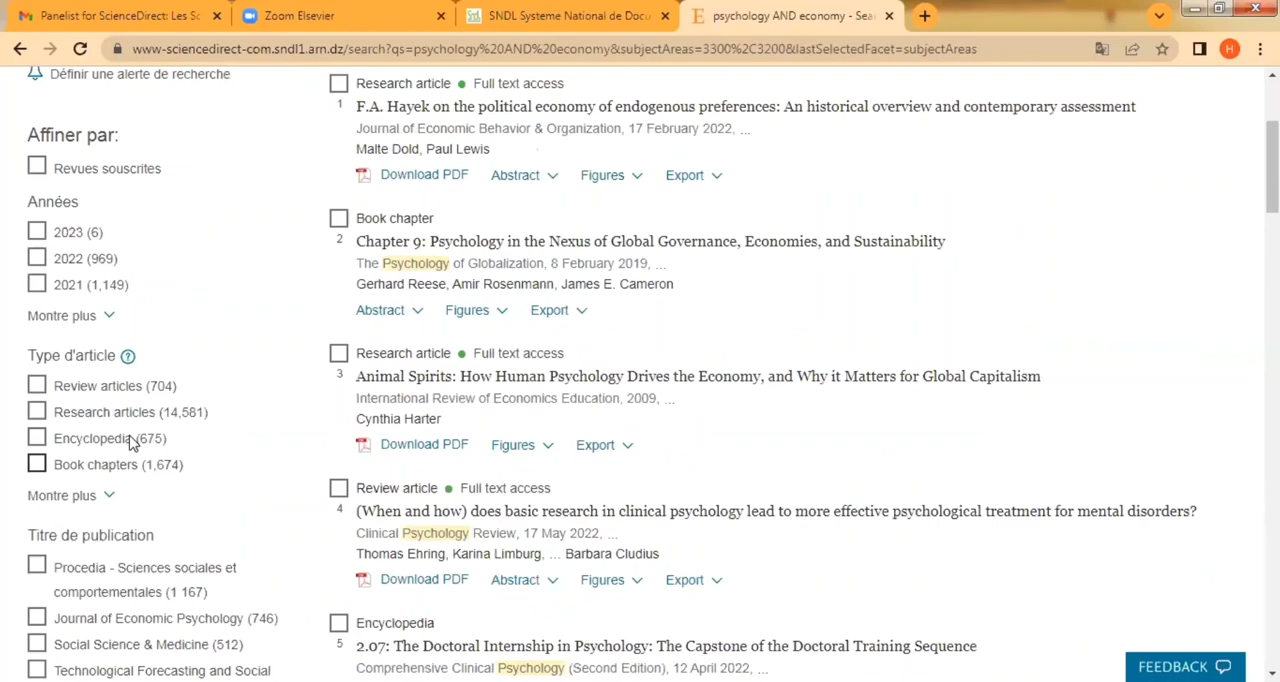 Panelist for ScienceDirect: Les Sc
Zoom Elsevier
SNDL Systeme National de Docu
psychology AND economy - Sea
www-sciencedirect-com.sndl1.arn.dz/search?qs=psychology%20AND%20economy&subjectAreas=3300%2C3200&lastSelectedFacet=subjectAreas
H
Définir une alerte de recherche
Affiner par:
Revues souscrites
Années
2023 (6)
2022 (969)
2021 (1,149)
Montre plus
Type d'article
Review articles (704)
Research articles (14,581)
Encyclopedia (675)
Book chapters (1,674)
Montre plus
Titre de publication
Procedia - Sciences sociales et
comportementales (1 167)
Journal of Economic Psychology (746)
Social Science & Medicine (512)
Technological Forecasting and Social
Research article Full text access
1 F.A. Hayek on the political economy of endogenous preferences: An historical overview and contemporary assessment
Journal of Economic Behavior & Organization, 17 February 2022, ...
Malte Dold, Paul Lewis
Download PDF Abstract Figures Export
Book chapter
2 Chapter 9: Psychology in the Nexus of Global Governance, Economies, and Sustainability
The Psychology of Globalization, 8 February 2019, ...
Gerhard Reese, Amir Rosenmann, James E. Cameron
Abstract Figures Export
Research article Full text access
3 Animal Spirits: How Human Psychology Drives the Economy, and Why it Matters for Global Capitalism
International Review of Economics Education, 2009, ...
Cynthia Harter
Download PDF Figures Export
Review article Full text access
4 (When and how) does basic research in clinical psychology lead to more effective psychological treatment for mental disorders?
Clinical Psychology Review, 17 May 2022, ...
Thomas Ehring, Karina Limburg, ... Barbara Cludius
Download PDF Abstract Figures Export
Encyclopedia
5 2.07: The Doctoral Internship in Psychology: The Capstone of the Doctoral Training Sequence
Comprehensive Clinical Psychology (Second Edition), 12 April 2022, ...
FEEDBACK